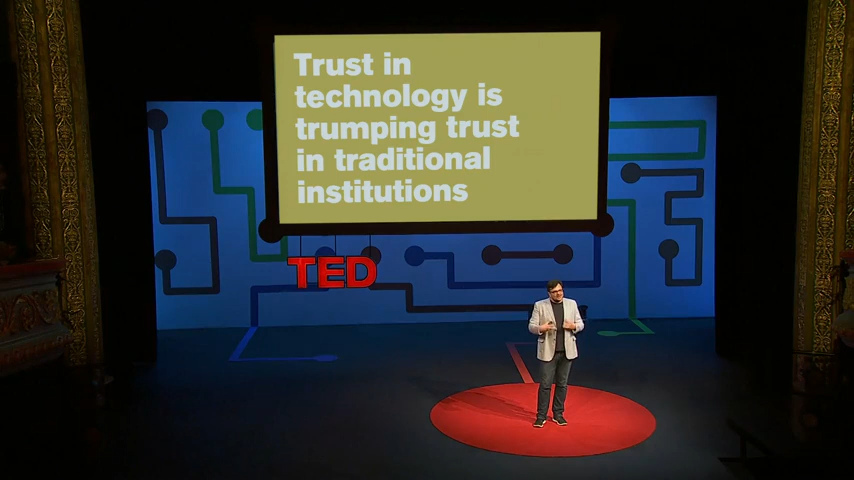 Trust in
technology is
trumping trust
in traditional
institutions
TED